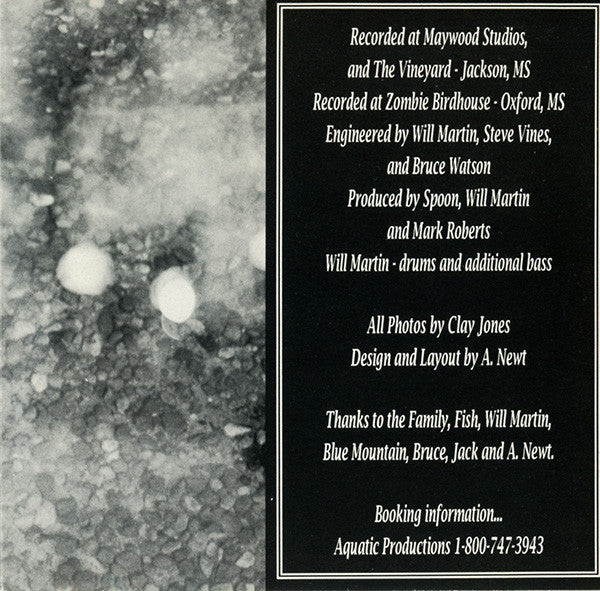 Recorded at Maywood Studios,
and The Vineyard - Jackson, MS
Recorded at Zombie Birdhouse - Oxford, MS
Engineered by Will Martin, Steve Vines,
and Bruce Watson
Produced by Spoon, Will Martin
and Mark Roberts
Will Martin - drums and additional bass
All Photos by Clay Jones
Design and Layout by A. Newt
Thanks to the Family, Fish, Will Martin,
Blue Mountain, Bruce, Jack and A. Newt.
Booking information...
Aquatic Productions 1-800-747-3943